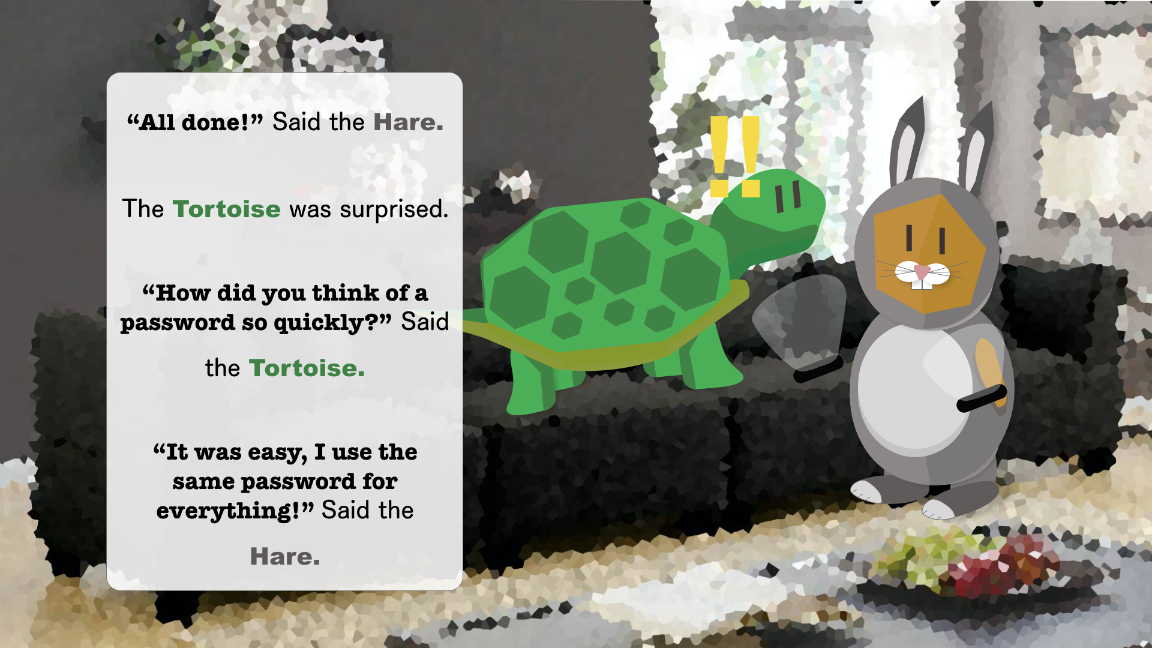 “All done!” Said the Hare.
The Tortoise was surprised.
“How did you think of a
password so quickly?” Said
the Tortoise.
“It was easy, I use the
same password for
everything!” Said the
Hare.
!!